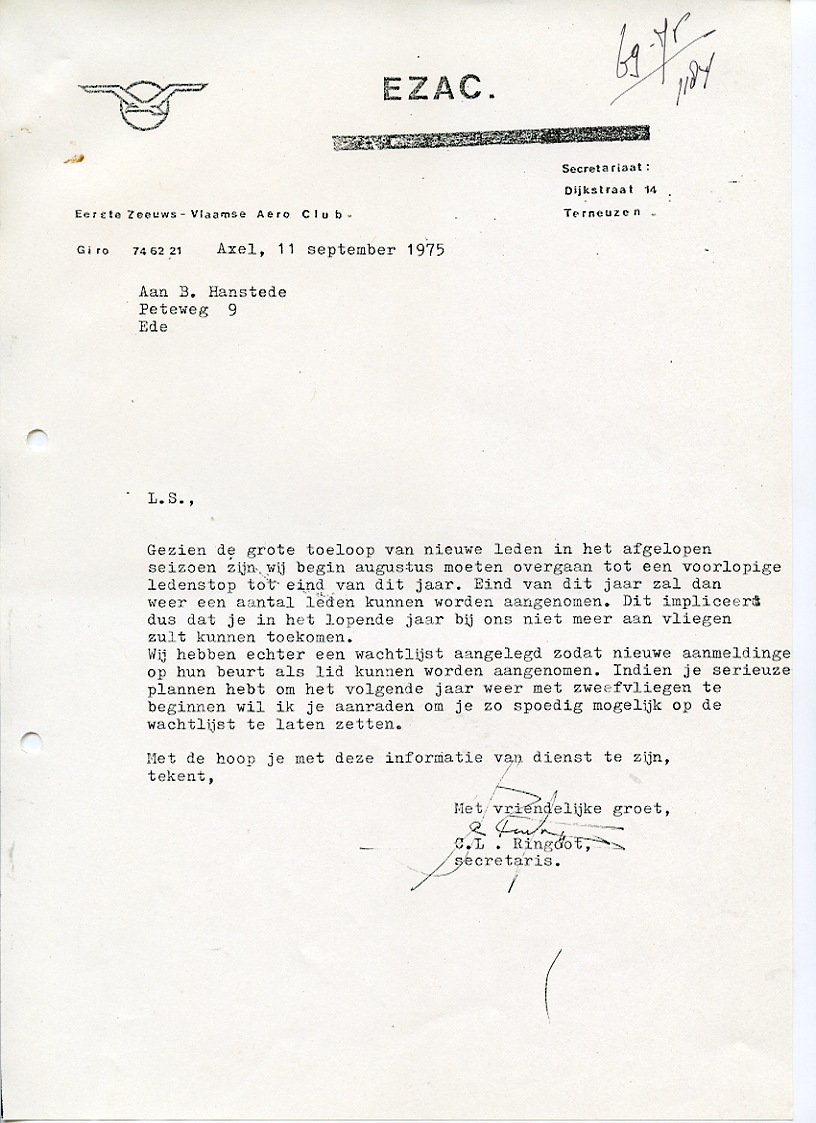 EZAC.
Secretariaat:
Dijkstraat 14
Terneuzen
Eerste Zeeuws-Vlaamse Aero Club
Giro 74 62 21 Axel, 11 september 1975
Aan B. Hanstede
Peteweg 9
Ede
L.S.,
Gezien de grote toeloop van nieuwe leden in het afgelopen
seizoen zijn wij begin augustus moeten overgaan tot een voorlopige
ledenstop tot eind van dit jaar. Eind van dit jaar zal dan
weer een aantal leden kunnen worden aangenomen. Dit impliceert
dus dat je in het lopende jaar bij ons niet meer aan vliegen
zult kunnen toekomen.
Wij hebben echter een wachtlijst aangelegd zodat nieuwe aanmeldinge
op hun beurt als lid kunnen worden aangenomen. Indien je serieuze
plannen hebt om het volgende jaar weer met zweefvliegen te
beginnen wil ik je aanraden om je zo spoedig mogelijk op de
wachtlijst te laten zetten.
Met de hoop je met deze informatie van dienst te zijn,
tekent,
Met vriendelijke groet,
C.L. Ringoot,
secretaris.